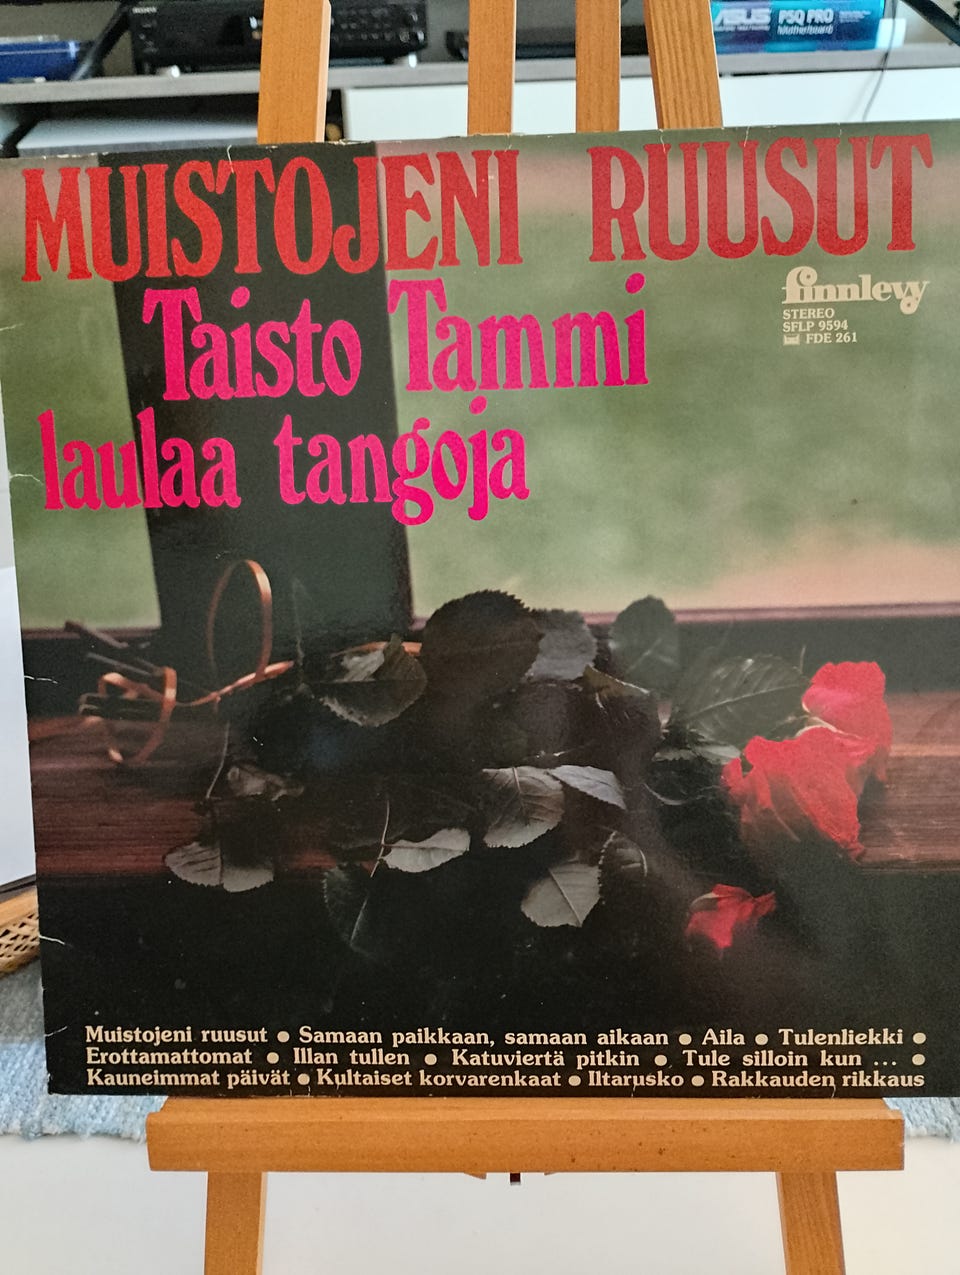 ASUS
P5Q PRO
Motherboard
MUISTOJENI RUUSUT
finnlevy
STEREO
SFLP 9594
FDE 261
Taisto Tammi
laulaa tangoja
Muistojeni ruusut ● Samaan paikkaan, samaan aikaan ● Aila ● Tulenliekki ●
Erottamattomat ● Illan tullen ● Katuviertä pitkin ● Tule silloin kun ... ●
Kauneimmat päivät ● Kultaiset korvarenkaat ● Iltarusko ● Rakkauden rikkaus